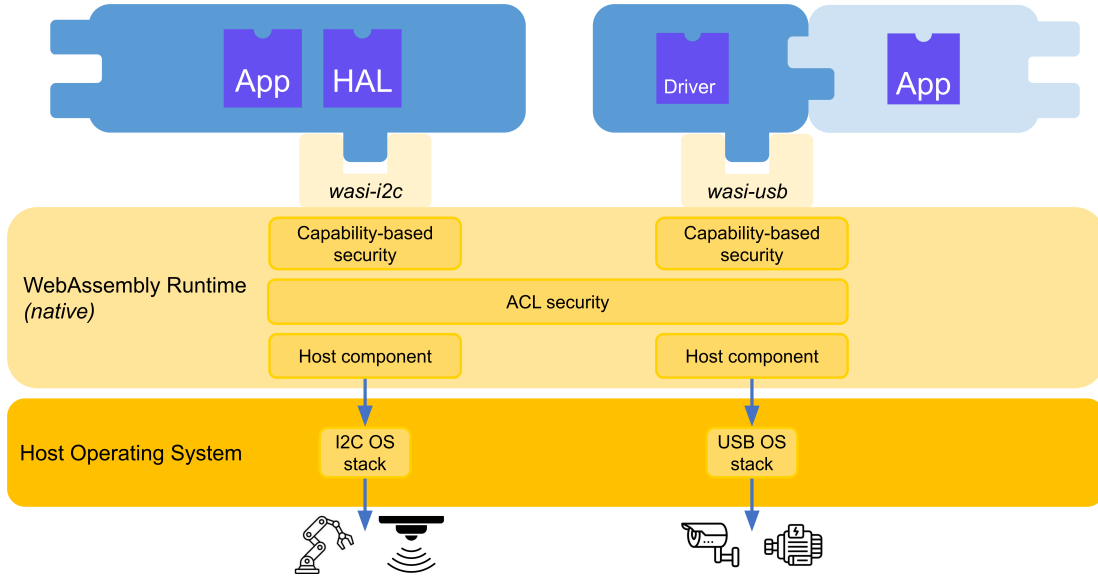 App
HAL
Driver
App
wasi-i2c
wasi-usb
Capability-based
security
Capability-based
security
WebAssembly Runtime
(native)
ACL security
Host component
Host component
Host Operating System
I2C OS
stack
USB OS
stack